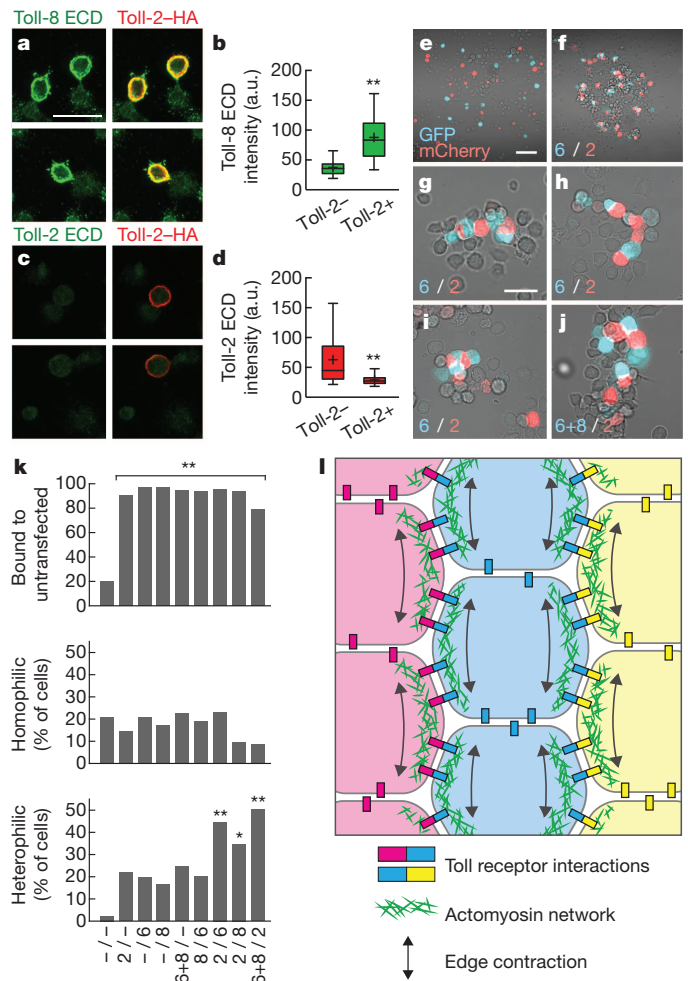 Toll-8 ECD Toll-2–HA
a
b
Toll-8 ECD
intensity (a.u.)
200
150
100
50
0
**
Toll-2–
Toll-2+
e
GFP
mCherry
f
6 / 2
Toll-2 ECD Toll-2–HA
c
d
Toll-2 ECD
intensity (a.u.)
200
150
100
50
0
**
Toll-2–
Toll-2+
g
6 / 2
h
6 / 2
i
6 / 2
j
6+8 / 2
k
**
Bound to
untransfected
100
80
60
40
20
0
Homophilic
(% of cells)
50
40
30
20
10
0
Heterophilic
(% of cells)
50
40
30
20
10
0
** * **
– / –
2 / –
– / 6
– / 8
6+8 / –
8 / 6
2 / 6
2 / 8
6+8 / 2
l
Toll receptor interactions
Actomyosin network
Edge contraction